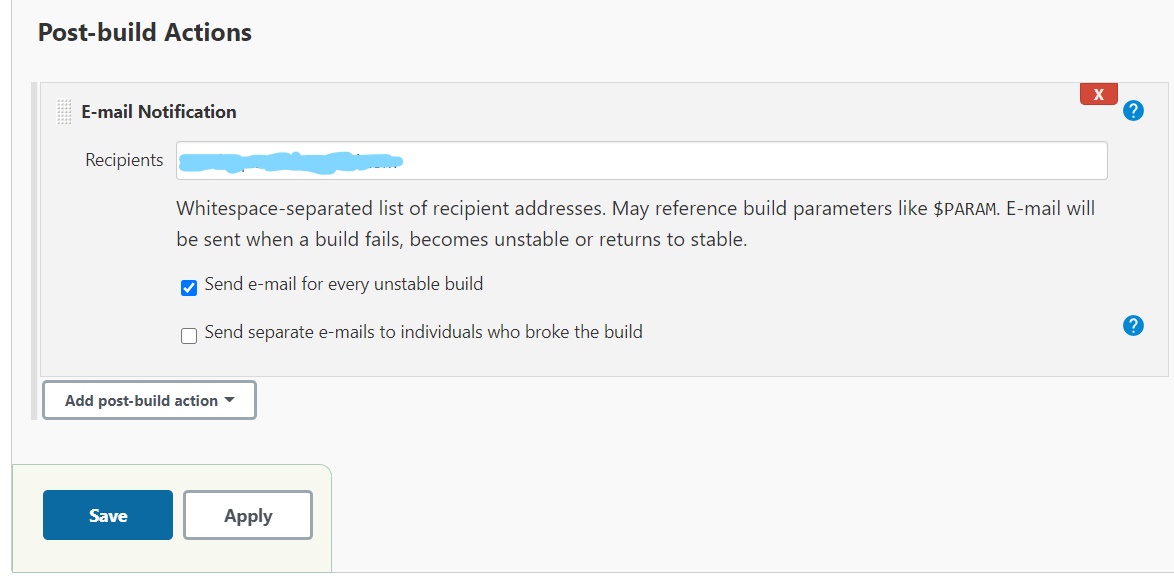 Post-build Actions
E-mail Notification
X
?
Recipients
Whitespace-separated list of recipient addresses. May reference build parameters like $PARAM. E-mail will
be sent when a build fails, becomes unstable or returns to stable.
Send e-mail for every unstable build
Send separate e-mails to individuals who broke the build
?
Add post-build action
Save
Apply